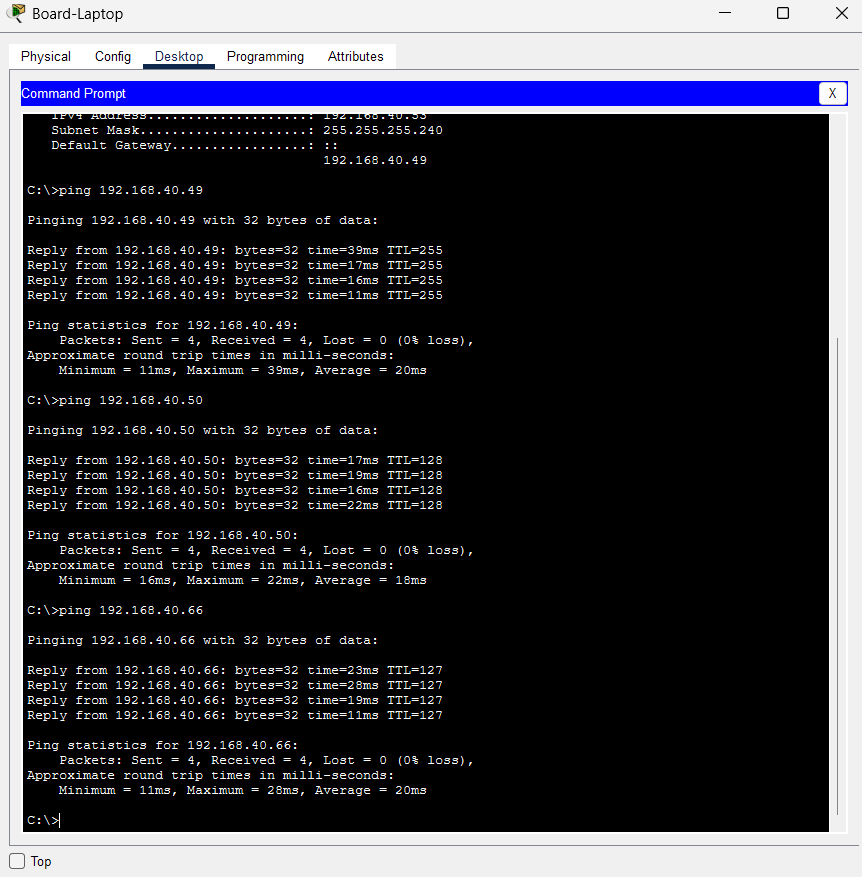 Board-Laptop
Physical Config Desktop Programming Attributes
Command Prompt X
IPv4 Address....................: 192.168.40.53
Subnet Mask.....................: 255.255.255.240
Default Gateway.................: ::
192.168.40.49
C:\>ping 192.168.40.49
Pinging 192.168.40.49 with 32 bytes of data:
Reply from 192.168.40.49: bytes=32 time=39ms TTL=255
Reply from 192.168.40.49: bytes=32 time=17ms TTL=255
Reply from 192.168.40.49: bytes=32 time=16ms TTL=255
Reply from 192.168.40.49: bytes=32 time=11ms TTL=255
Ping statistics for 192.168.40.49:
Packets: Sent = 4, Received = 4, Lost = 0 (0% loss),
Approximate round trip times in milli-seconds:
Minimum = 11ms, Maximum = 39ms, Average = 20ms
C:\>ping 192.168.40.50
Pinging 192.168.40.50 with 32 bytes of data:
Reply from 192.168.40.50: bytes=32 time=17ms TTL=128
Reply from 192.168.40.50: bytes=32 time=19ms TTL=128
Reply from 192.168.40.50: bytes=32 time=16ms TTL=128
Reply from 192.168.40.50: bytes=32 time=22ms TTL=128
Ping statistics for 192.168.40.50:
Packets: Sent = 4, Received = 4, Lost = 0 (0% loss),
Approximate round trip times in milli-seconds:
Minimum = 16ms, Maximum = 22ms, Average = 18ms
C:\>ping 192.168.40.66
Pinging 192.168.40.66 with 32 bytes of data:
Reply from 192.168.40.66: bytes=32 time=23ms TTL=127
Reply from 192.168.40.66: bytes=32 time=28ms TTL=127
Reply from 192.168.40.66: bytes=32 time=19ms TTL=127
Reply from 192.168.40.66: bytes=32 time=11ms TTL=127
Ping statistics for 192.168.40.66:
Packets: Sent = 4, Received = 4, Lost = 0 (0% loss),
Approximate round trip times in milli-seconds:
Minimum = 11ms, Maximum = 28ms, Average = 20ms
C:\>
Top